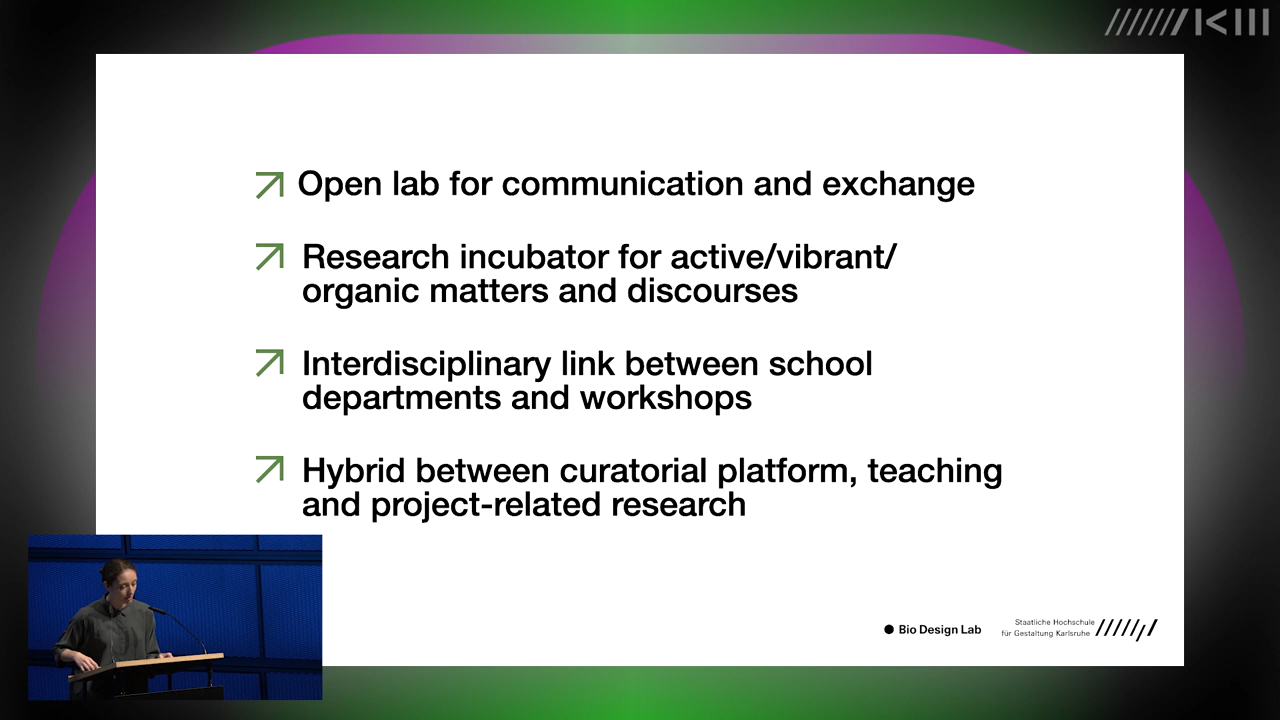 Open lab for communication and exchange
Research incubator for active/vibrant/
organic matters and discourses
Interdisciplinary link between school
departments and workshops
Hybrid between curatorial platform, teaching
and project-related research
Bio Design Lab
Staatliche Hochschule
für Gestaltung Karlsruhe